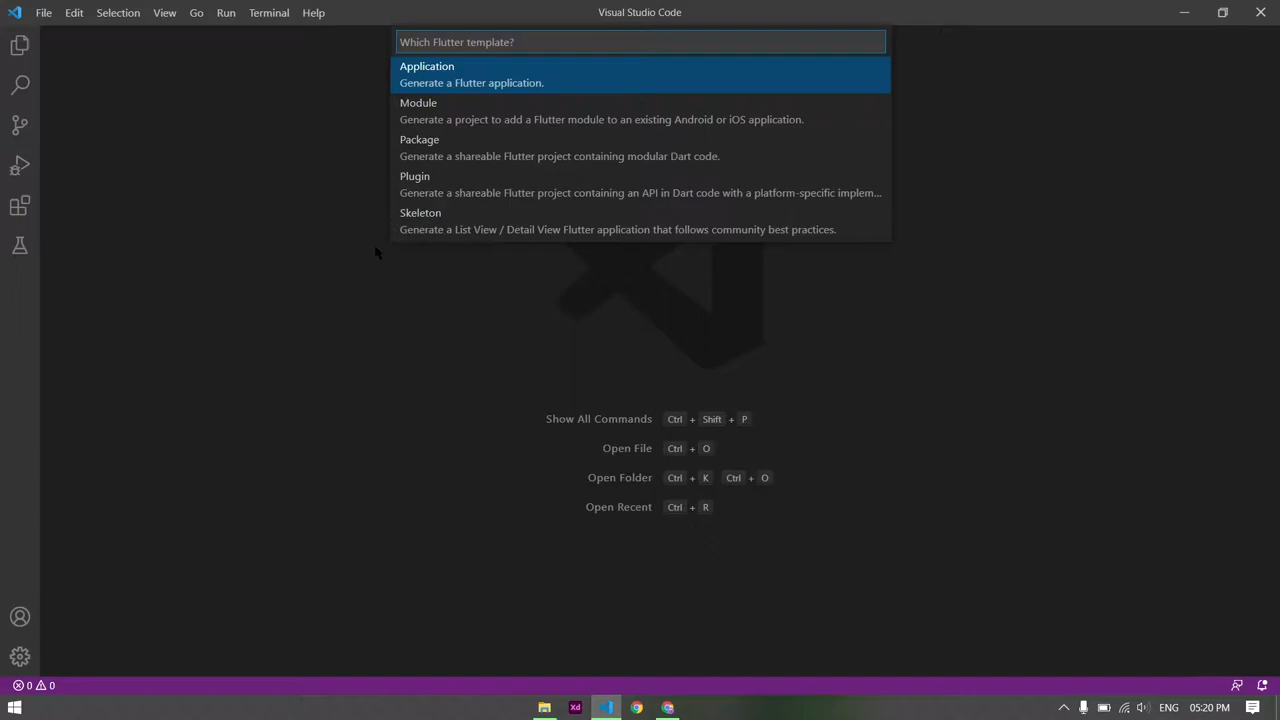 File Edit Selection View Go Run Terminal Help
Visual Studio Code
Which Flutter template?
Application
Generate a Flutter application.
Module
Generate a project to add a Flutter module to an existing Android or iOS application.
Package
Generate a shareable Flutter project containing modular Dart code.
Plugin
Generate a shareable Flutter project containing an API in Dart code with a platform-specific implem...
Skeleton
Generate a List View / Detail View Flutter application that follows community best practices.
Show All Commands Ctrl + Shift + P
Open File Ctrl + O
Open Folder Ctrl + K Ctrl + O
Open Recent Ctrl + R
0 0
Xd
ENG 05:20 PM